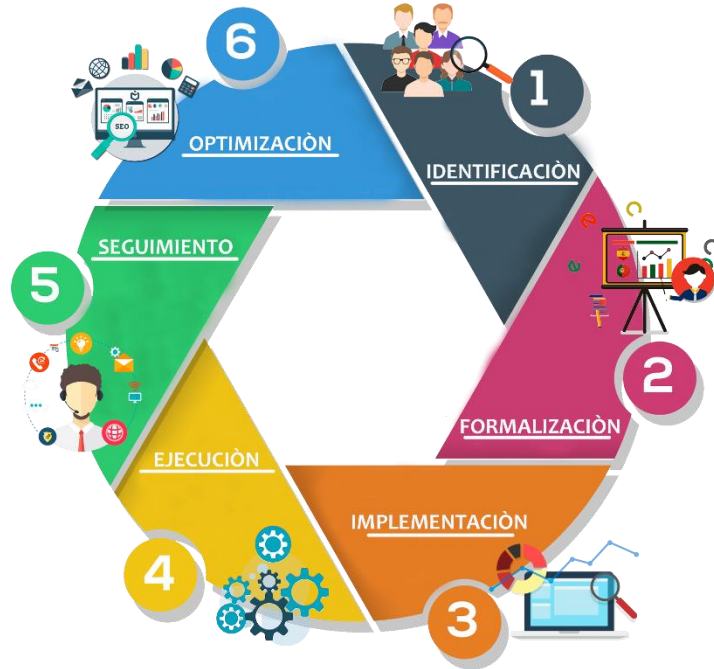 1
IDENTIFICACIÒN
2
FORMALIZACIÒN
3
IMPLEMENTACIÒN
4
EJECUCIÒN
5
SEGUIMIENTO
6
OPTIMIZACIÒN
SEO